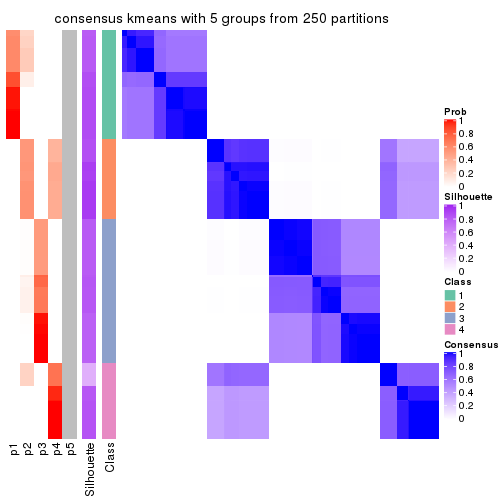 consensus kmeans with 5 groups from 250 partitions
Prob
1
0.8
0.6
0.4
0.2
0
Silhouette
1
0.8
0.6
0.4
0.2
0
Class
1
2
3
4
Consensus
1
0.8
0.6
0.4
0.2
0
p1
p2
p3
p4
p5
Silhouette
Class